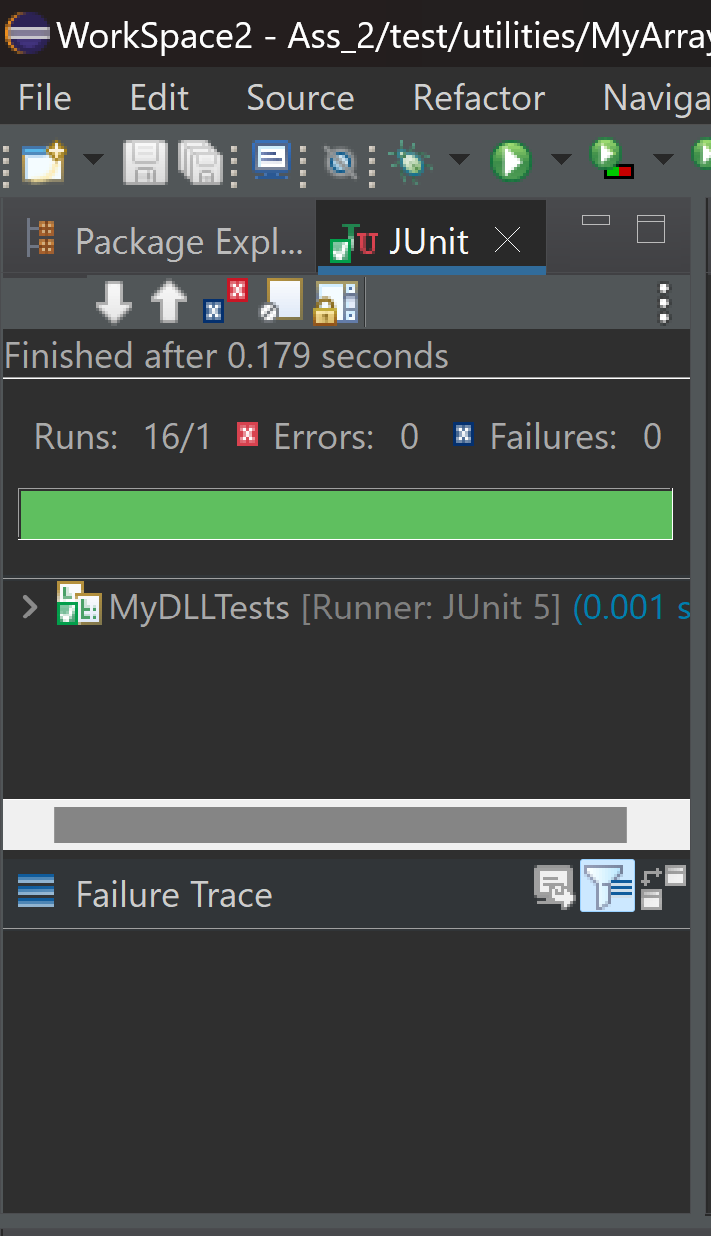 WorkSpace2 - Ass_2/test/utilities/MyArray
File Edit Source Refactor Naviga
Package Expl... JUnit
Finished after 0.179 seconds
Runs: 16/1 Errors: 0 Failures: 0
MyDLLTests [Runner: JUnit 5] (0.001 s
Failure Trace